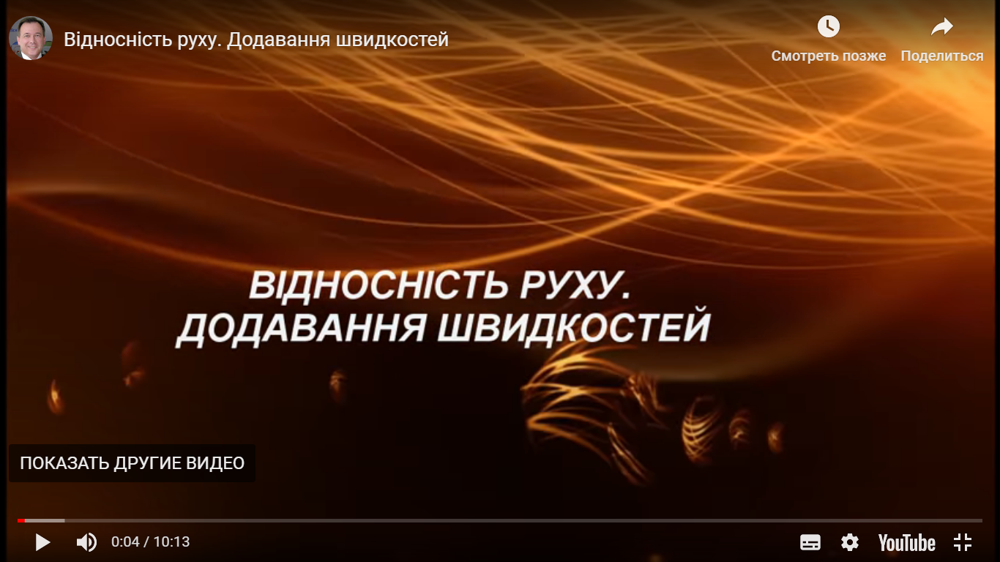 Відносність руху. Додавання швидкостей
Смотреть позже
Поделиться
ВІДНОСНІСТЬ РУХУ.
ДОДАВАННЯ ШВИДКОСТЕЙ
ПОКАЗАТЬ ДРУГИЕ ВИДЕО
0:04 / 10:13
YouTube